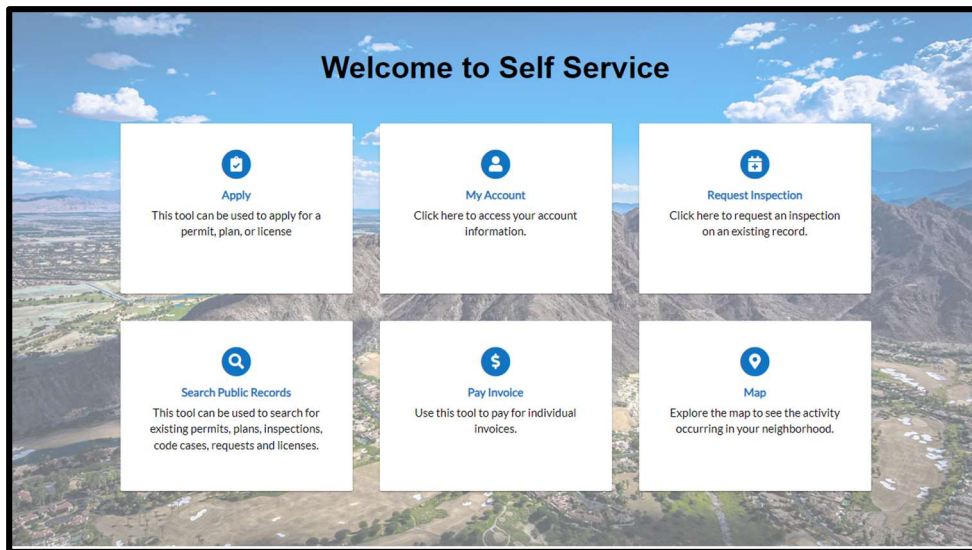 Welcome to Self Service
Apply
This tool can be used to apply for a
permit, plan, or license
My Account
Click here to access your account
information.
Request Inspection
Click here to request an inspection
on an existing record.
Search Public Records
This tool can be used to search for
existing permits, plans, inspections,
code cases, requests and licenses.
Pay Invoice
Use this tool to pay for individual
invoices.
Map
Explore the map to see the activity
occurring in your neighborhood.